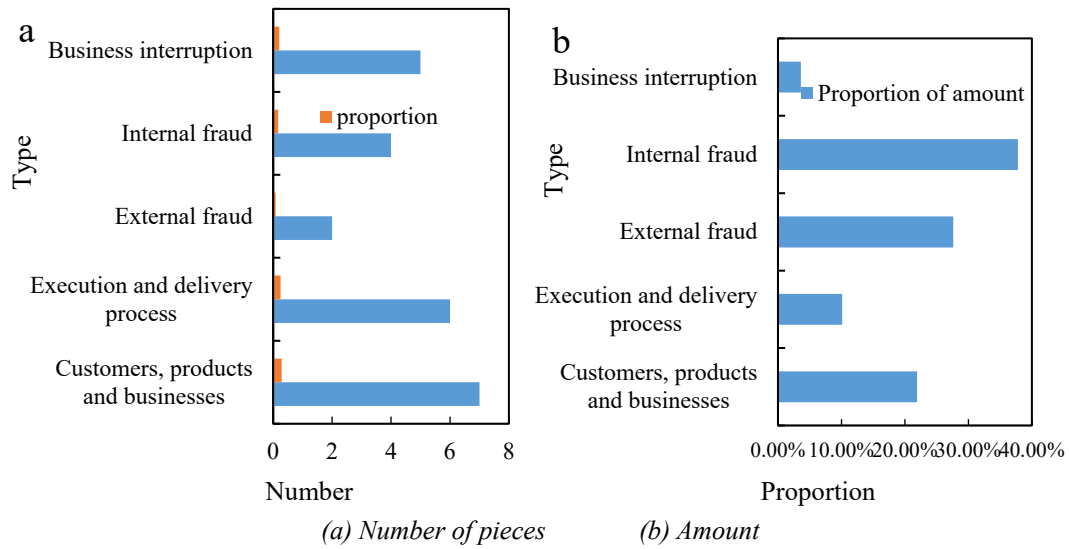 a
Business interruption
Internal fraud
proportion
External fraud
Execution and delivery
process
Customers, products
and businesses
Type
0 2 4 6 8
Number
b
Business interruption
Proportion of amount
Internal fraud
External fraud
Execution and delivery
process
Customers, products
and businesses
Type
0.00% 10.00% 20.00% 30.00% 40.00%
Proportion
(a) Number of pieces (b) Amount